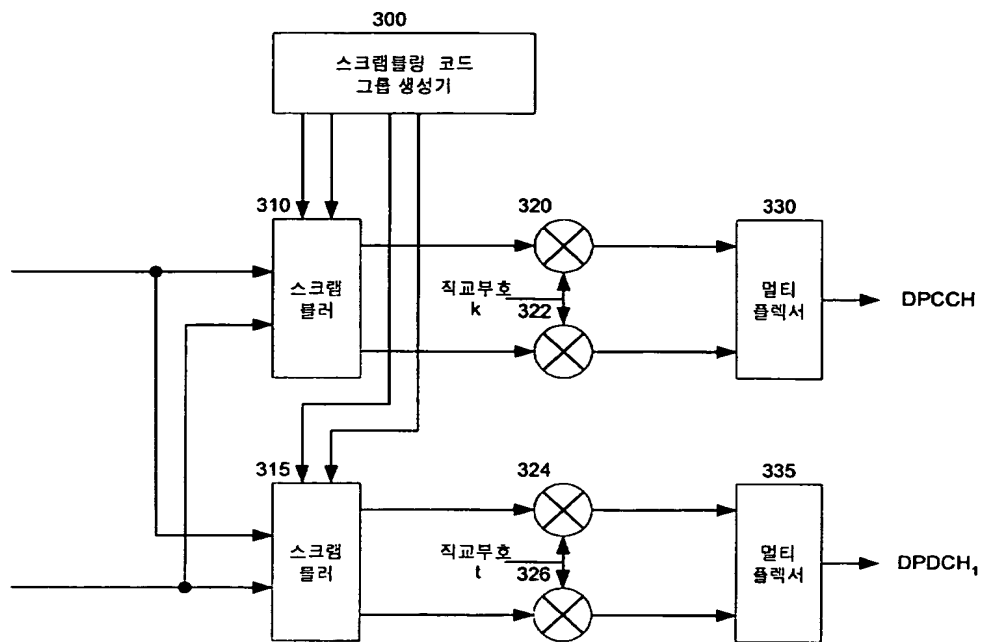 300
스크램블링 코드
그룹 생성기
310
320
330
스크램
블러
직교부호
k
322
멀티
플렉서
DPCCH
315
324
335
스크램
블러
직교부호
t
326
멀티
플렉서
DPDCH₁